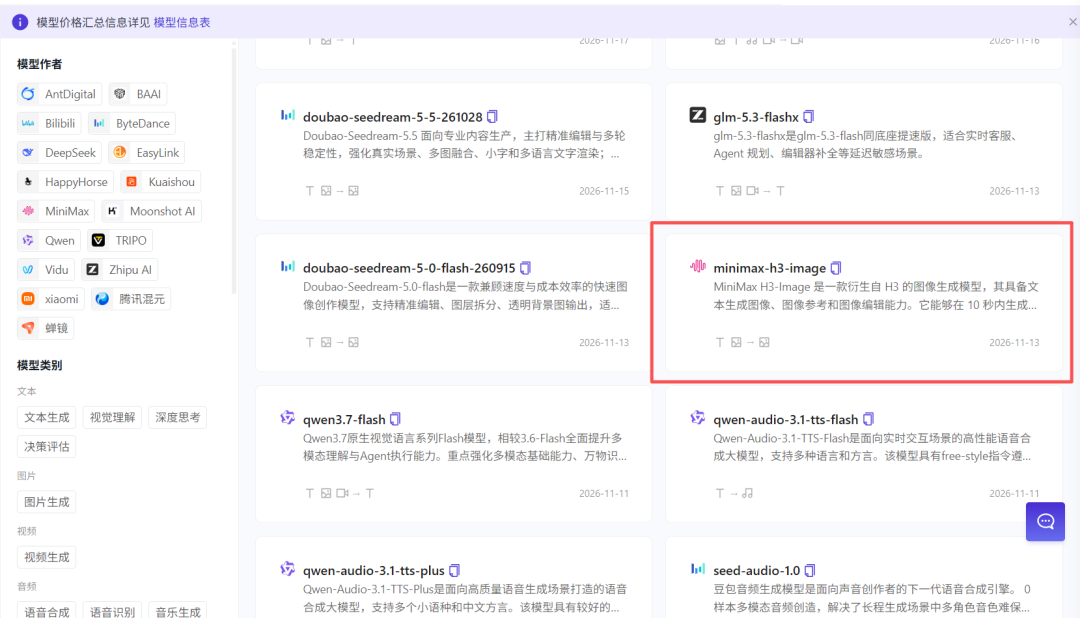 模型价格汇总信息详见 模型信息表
模型作者
AntDigital
BAAI
Bilibili
ByteDance
DeepSeek
EasyLink
HappyHorse
Kuaishou
MiniMax
Moonshot AI
Qwen
TRIPO
Vidu
Zhipu AI
xiaomi
腾讯混元
蝉镜
模型类别
文本
文本生成
视觉理解
深度思考
决策评估
图片
图片生成
视频
视频生成
音频
语音合成
语音识别
音乐生成
2026-11-17
2026-11-16
doubao-seedream-5-5-261028
Doubao-Seedream-5.5 面向专业内容生产，主打精准编辑与多轮
稳定性，强化真实场景、多图融合、小字和多语言文字渲染；...
2026-11-15
glm-5.3-flashx
glm-5.3-flashx是glm-5.3-flash同底座提速版，适合实时客服、
Agent 规划、编辑器补全等延迟敏感场景。
2026-11-13
doubao-seedream-5-0-flash-260915
Doubao-Seedream-5.0-flash是一款兼顾速度与成本效率的快速图
像创作模型，支持精准编辑、图层拆分、透明背景图输出，适...
2026-11-13
minimax-h3-image
MiniMax H3-Image 是一款衍生自 H3 的图像生成模型，其具备文
本生成图像、图像参考和图像编辑能力。它能够在 10 秒内生成...
2026-11-13
qwen3.7-flash
Qwen3.7原生视觉语言系列Flash模型，相较3.6-Flash全面提升多
模态理解与Agent执行能力。重点强化多模态基础能力、万物识...
2026-11-11
qwen-audio-3.1-tts-flash
Qwen-Audio-3.1-TTS-Flash是面向实时交互场景的高性能语音合
成大模型，支持多种语言和方言。该模型具有free-style指令遵...
2026-11-11
qwen-audio-3.1-tts-plus
Qwen-Audio-3.1-TTS-Plus是面向高质量语音生成场景打造的语音
合成大模型，支持多个小语种和中文方言。该模型具有较好的...
seed-audio-1.0
豆包音频生成模型是面向声音创作者的下一代语音合成引擎。 0
样本多模态音频创造，解决了长程生成场景中多角色音色难保...